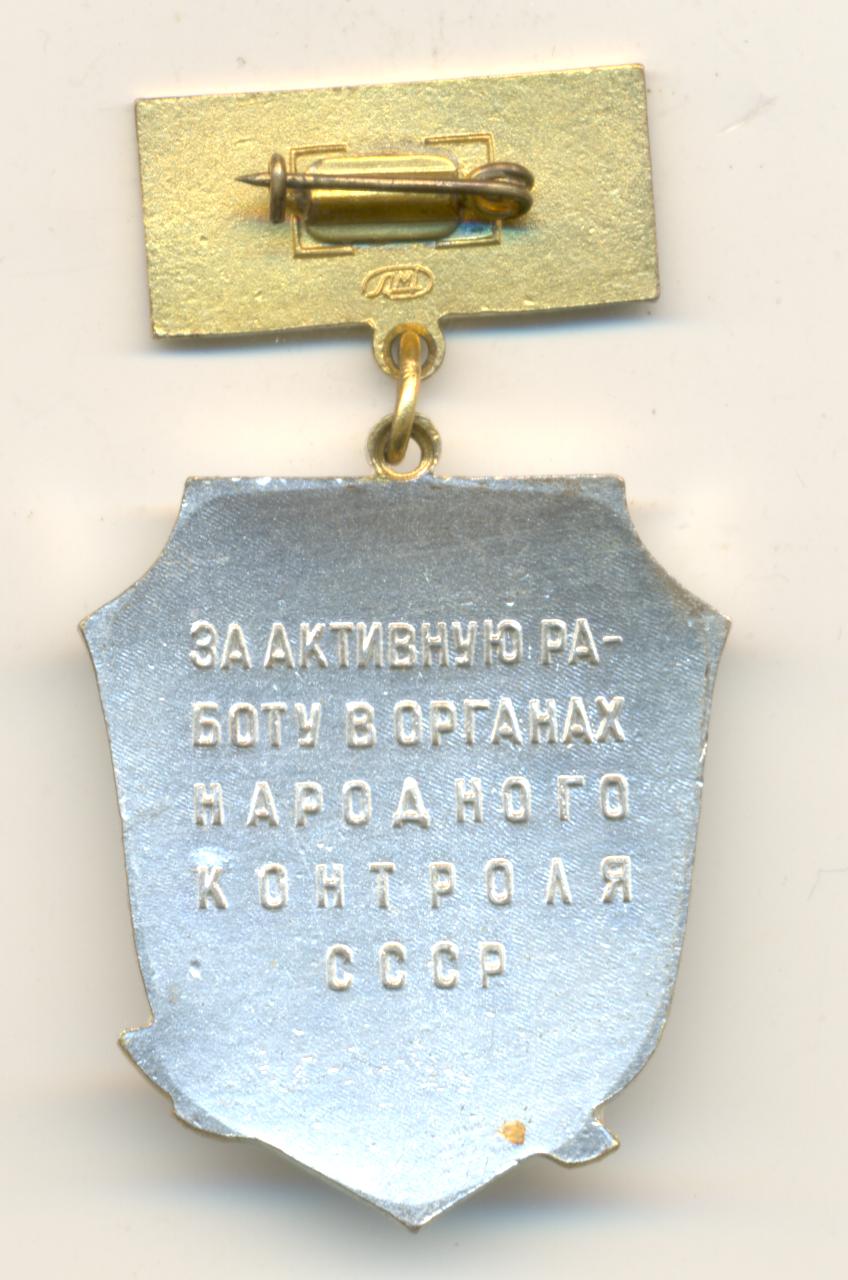 ЛМД
ЗА АКТИВНУЮ РА-
БОТУ В ОРГАНАХ
НАРОДНОГО
КОНТРОЛЯ
СССР